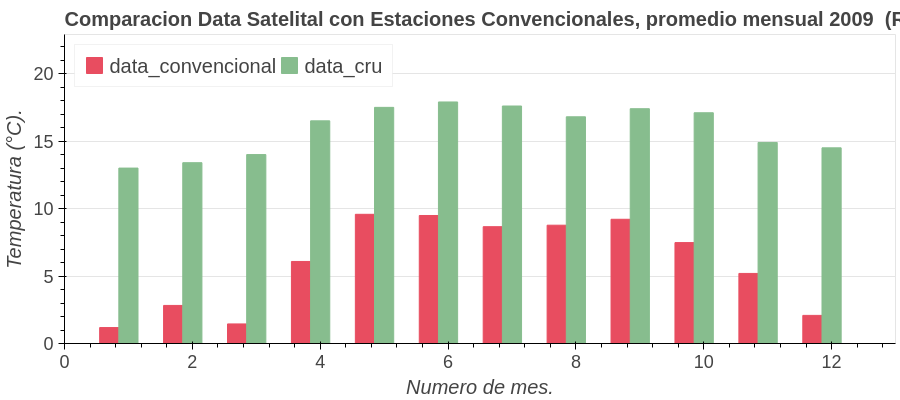 Comparacion Data Satelital con Estaciones Convencionales, promedio mensual 2009 (R
data_convencional data_cru
20
15
10
5
0
Temperatura (°C).
0 2 4 6 8 10 12
Numero de mes.